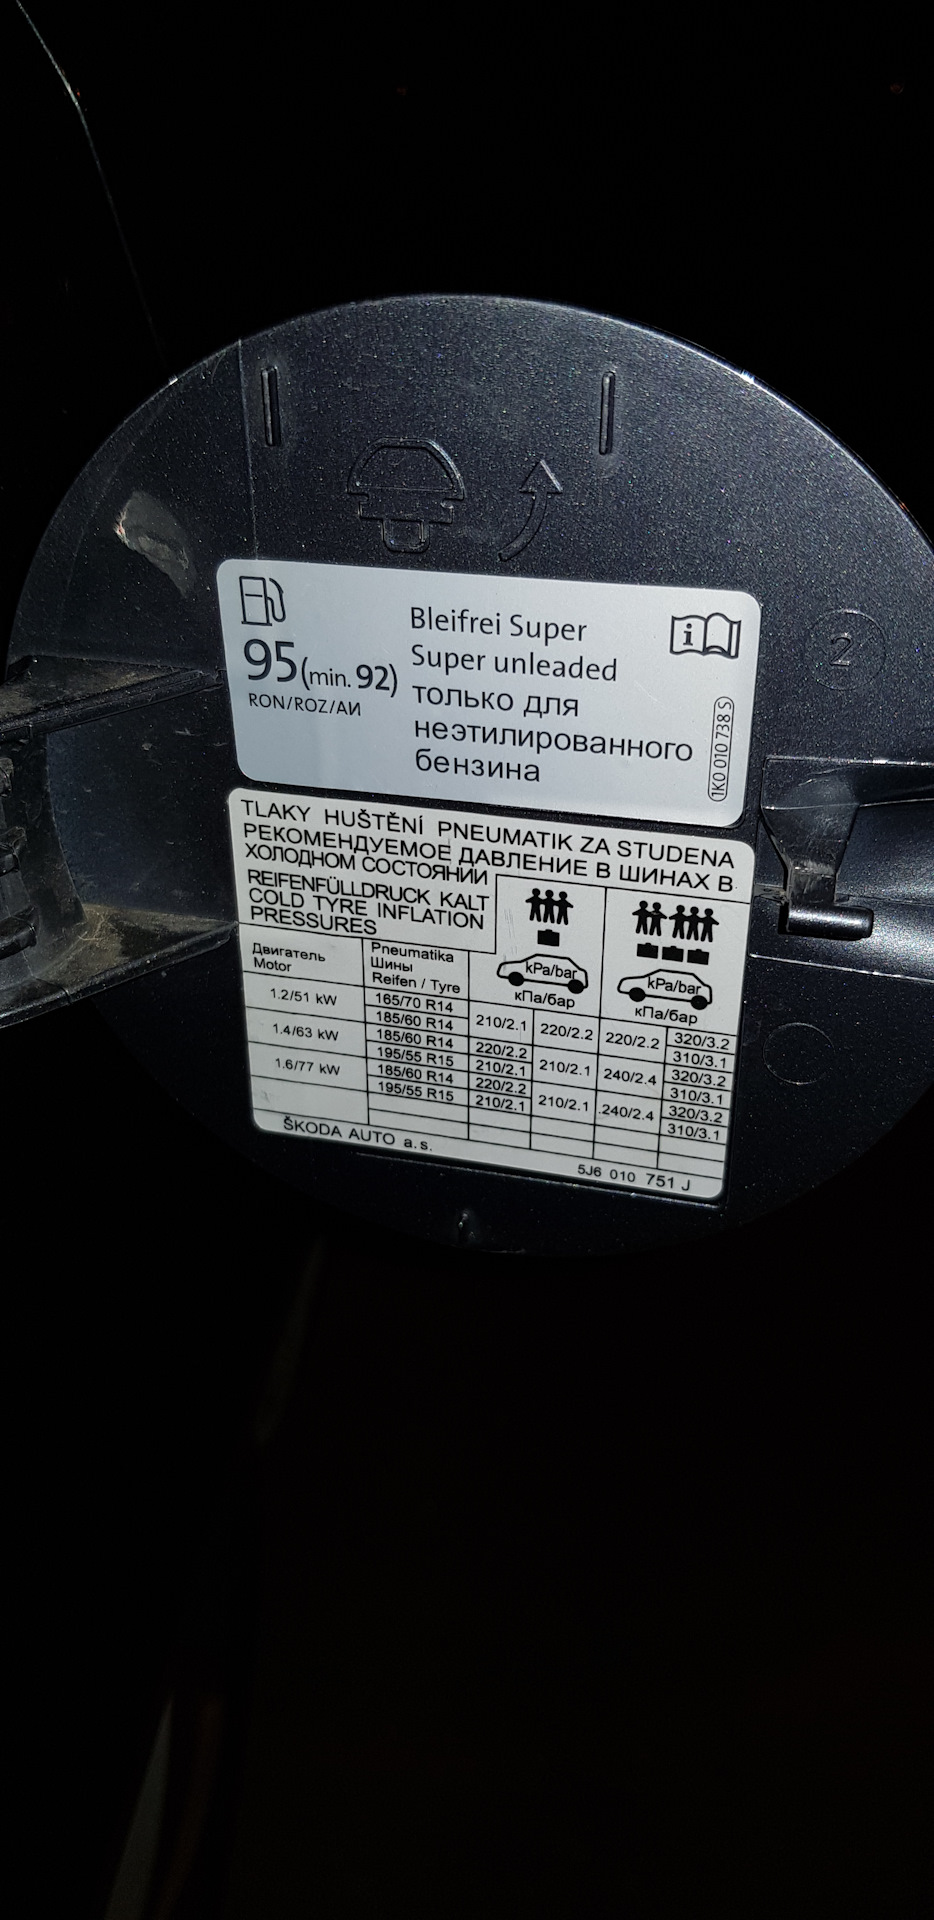 95(min. 92)
RON/ROZ/АИ
Bleifrei Super
Super unleaded
только для
неэтилированного
бензина
i
1K0 010 738 S
2
TLAKY HUŠTĚNÍ PNEUMATIK ZA STUDENA
РЕКОМЕНДУЕМОЕ ДАВЛЕНИЕ В ШИНАХ В
ХОЛОДНОМ СОСТОЯНИИ
REIFENFÜLLDRUCK KALT
COLD TYRE INFLATION
PRESSURES
kPa/bar
кПа/бар
kPa/bar
кПа/бар
Двигатель
Motor
Pneumatika
Шины
Reifen / Tyre
1.2/51 kW
165/70 R14
185/60 R14
210/2.1
220/2.2
220/2.2
320/3.2
310/3.1
1.4/63 kW
185/60 R14
195/55 R15
220/2.2
210/2.1
210/2.1
240/2.4
320/3.2
310/3.1
1.6/77 kW
185/60 R14
195/55 R15
220/2.2
210/2.1
210/2.1
240/2.4
320/3.2
310/3.1
ŠKODA AUTO a.s.
5J6 010 751 J